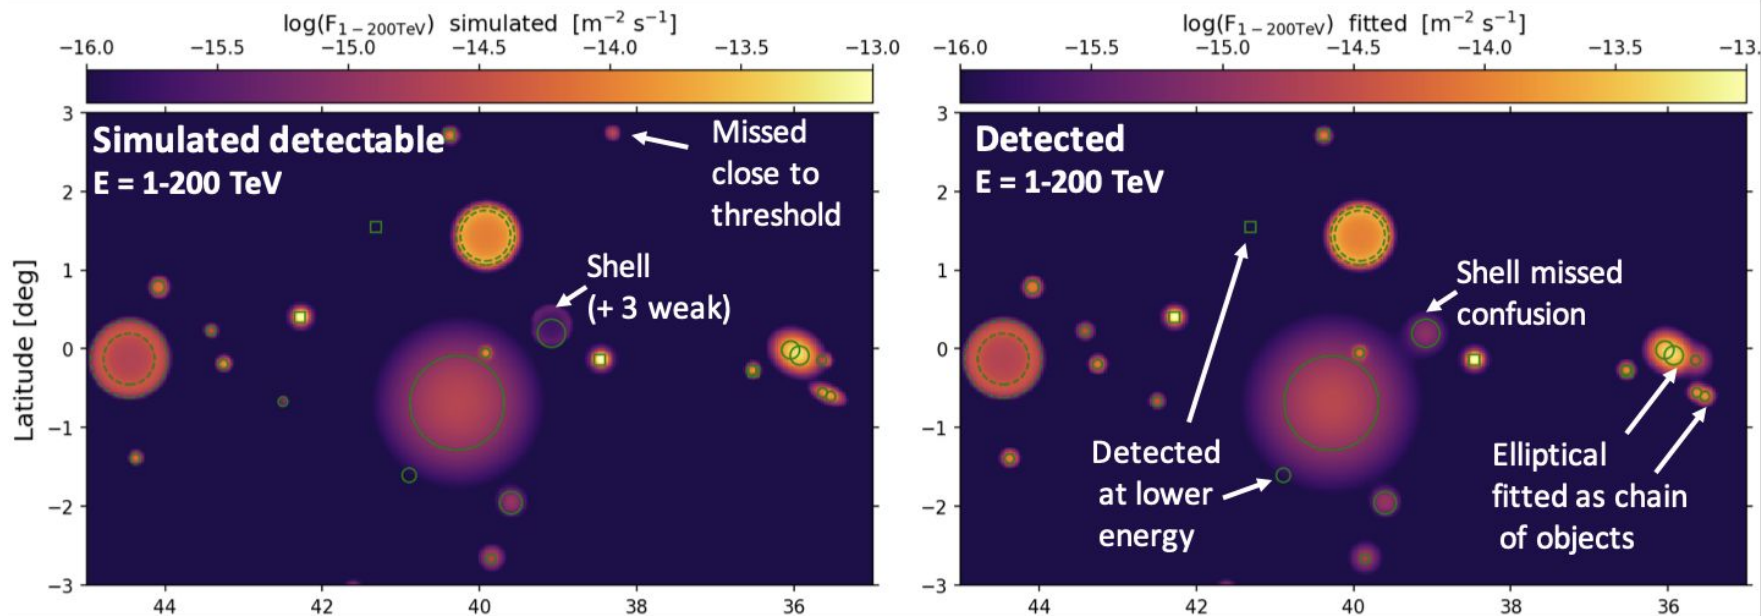 log(F1−200TeV) simulated [m−2 s−1]
−16.0 −15.5 −15.0 −14.5 −14.0 −13.5 −13.0
3
2
1
0
−1
−2
−3
Latitude [deg]
Simulated detectable
E = 1-200 TeV
Missed
close to
threshold
Shell
(+ 3 weak)
44 42 40 38 36
log(F1−200TeV) fitted [m−2 s−1]
−16.0 −15.5 −15.0 −14.5 −14.0 −13.5 −13.
3
2
1
0
−1
−2
−3
Detected
E = 1-200 TeV
Shell missed
confusion
Detected
at lower
energy
Elliptical
fitted as chain
of objects
44 42 40 38 36